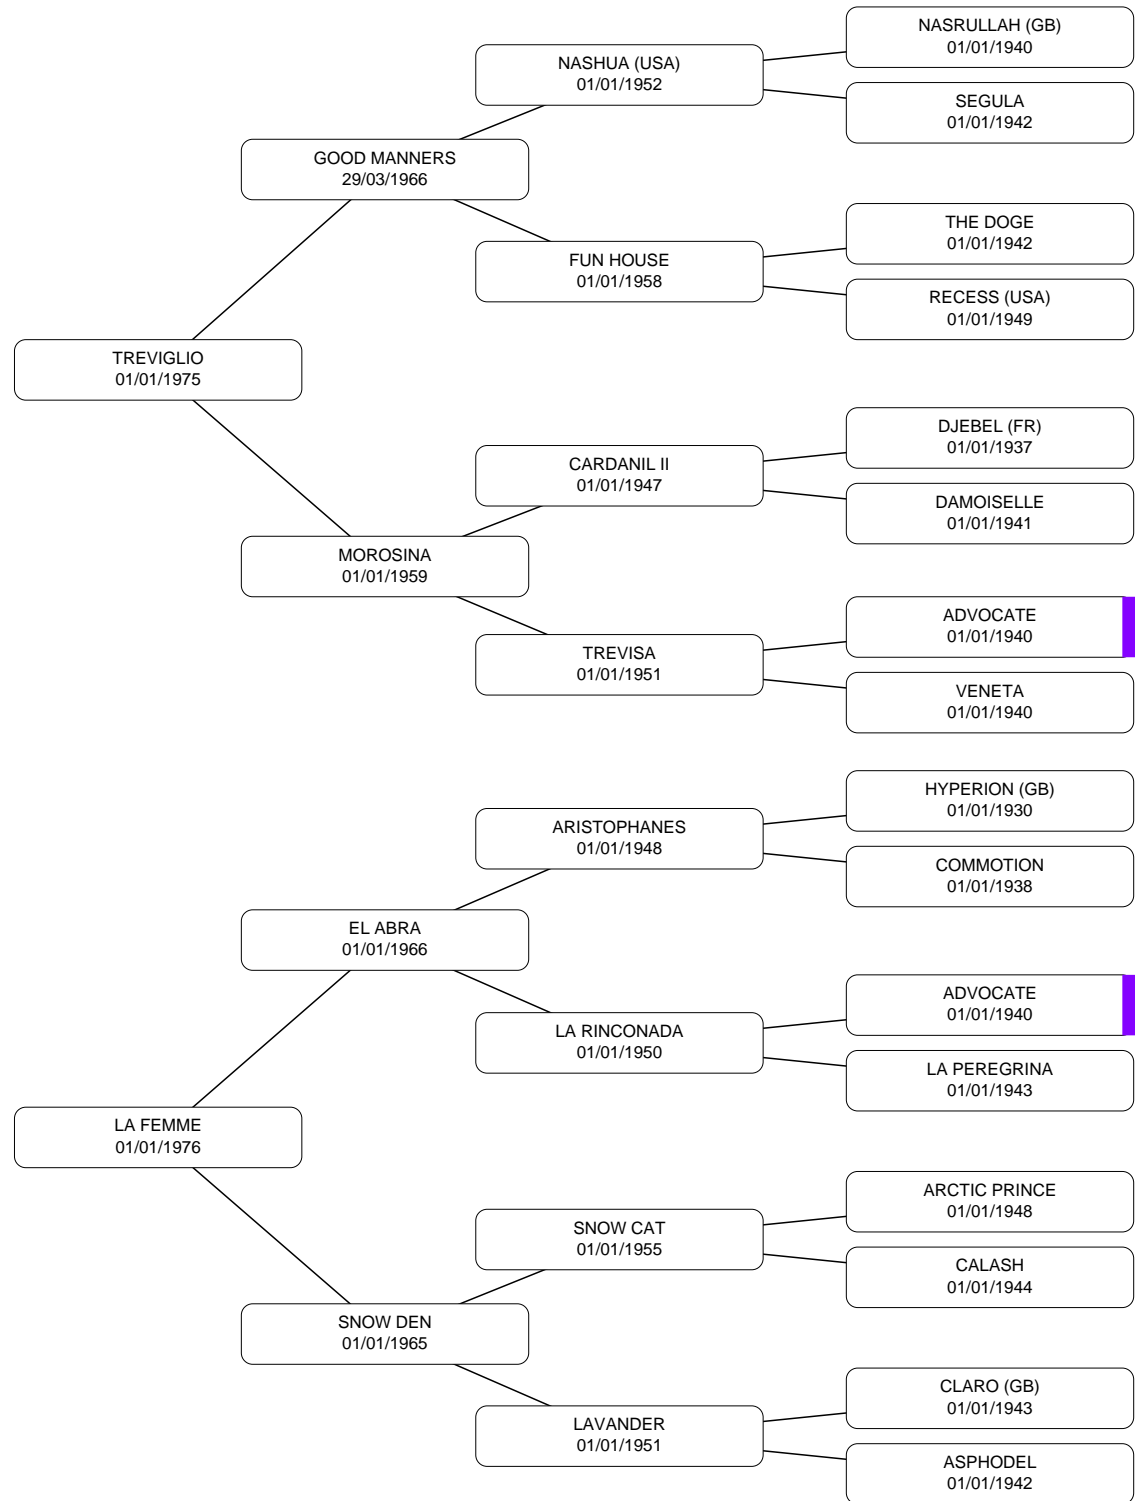 NASRULLAH (GB)
01/01/1940
NASHUA (USA)
01/01/1952
SEGULA
01/01/1942
GOOD MANNERS
29/03/1966
THE DOGE
01/01/1942
FUN HOUSE
01/01/1958
RECESS (USA)
01/01/1949
TREVIGLIO
01/01/1975
DJEBEL (FR)
01/01/1937
CARDANIL II
01/01/1947
DAMOISELLE
01/01/1941
MOROSINA
01/01/1959
ADVOCATE
01/01/1940
TREVISA
01/01/1951
VENETA
01/01/1940
HYPERION (GB)
01/01/1930
ARISTOPHANES
01/01/1948
COMMOTION
01/01/1938
EL ABRA
01/01/1966
ADVOCATE
01/01/1940
LA RINCONADA
01/01/1950
LA PEREGRINA
01/01/1943
LA FEMME
01/01/1976
ARCTIC PRINCE
01/01/1948
SNOW CAT
01/01/1955
CALASH
01/01/1944
SNOW DEN
01/01/1965
CLARO (GB)
01/01/1943
LAVANDER
01/01/1951
ASPHODEL
01/01/1942